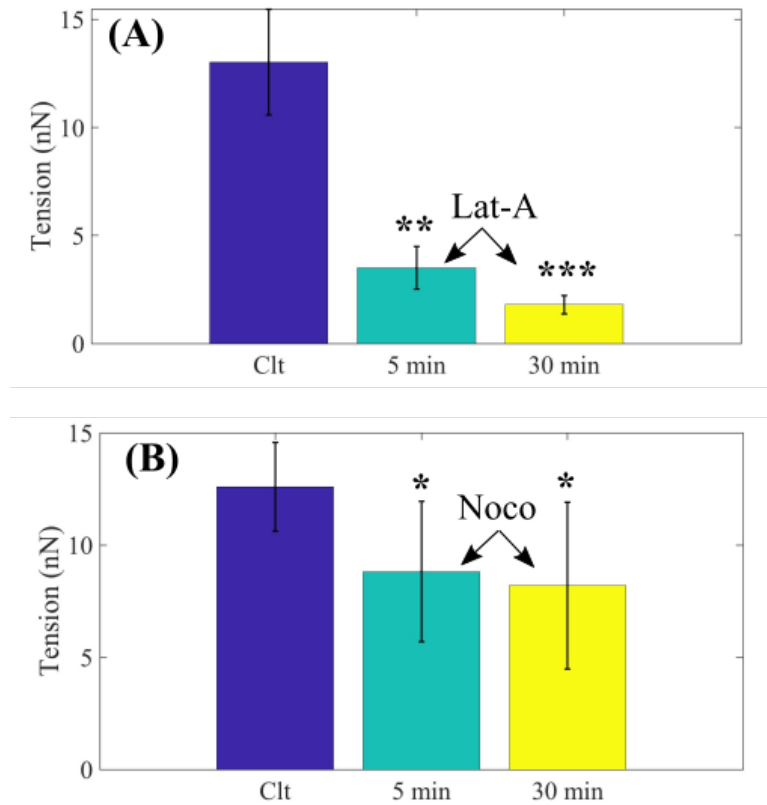 (A)
15
10
5
0
Tension (nN)
Lat-A
**
***
Clt 5 min 30 min
(B)
15
10
5
0
Tension (nN)
Noco
*
*
Clt 5 min 30 min